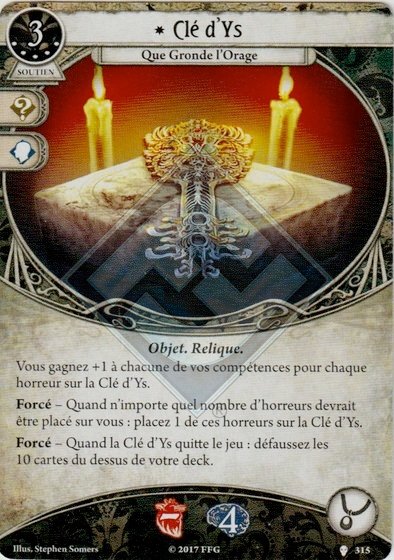 3
* Clé d'Ys
SOUTIEN
Que Gronde l'Orage
?
Objet. Relique.
Vous gagnez +1 à chacune de vos compétences pour chaque
horreur sur la Clé d'Ys.
Forcé – Quand n'importe quel nombre d'horreurs devrait
être placé sur vous : placez 1 de ces horreurs sur la Clé d'Ys.
Forcé – Quand la Clé d'Ys quitte le jeu : défaussez les
10 cartes du dessus de votre deck.
– 4
Illus. Stephen Somers
© 2017 FFG
315